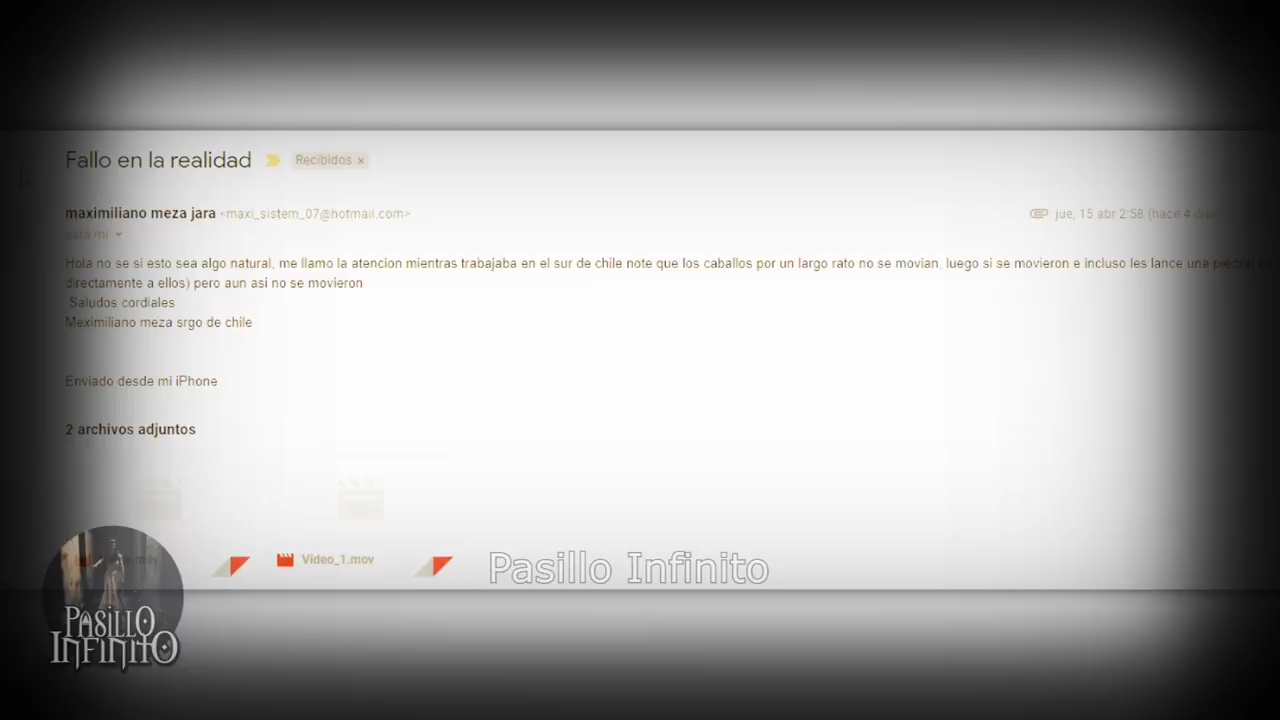 Fallo en la realidad Recibidos ×
maximiliano meza jara <maxi_sistem_07@hotmail.com> jue, 15 abr 2:58 (hace 4
para mi
Hola no se si esto sea algo natural, me llamo la atencion mientras trabajaba en el sur de chile note que los caballos por un largo rato no se movian, luego si se movieron e incluso les lance una
directamente a ellos) pero aun asi no se movieron
Saludos cordiales
Meximiliano meza srgo de chile
Enviado desde mi iPhone
2 archivos adjuntos
Video_1.mov
Pasillo Infinito
PASILLO
INFINITO